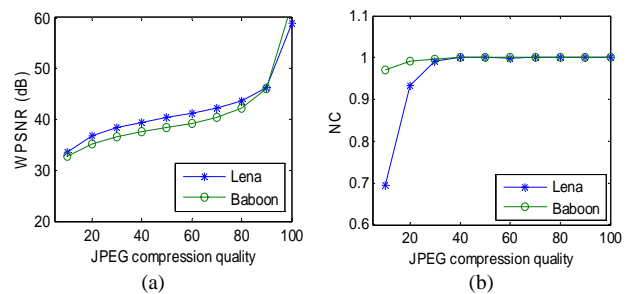 60
50
40
30
20
WPSNR (dB)
20 40 60 80 100
JPEG compression quality
Lena
Baboon
(a)
1.1
1
0.9
0.8
0.7
0.6
NC
20 40 60 80 100
JPEG compression quality
Lena
Baboon
(b)